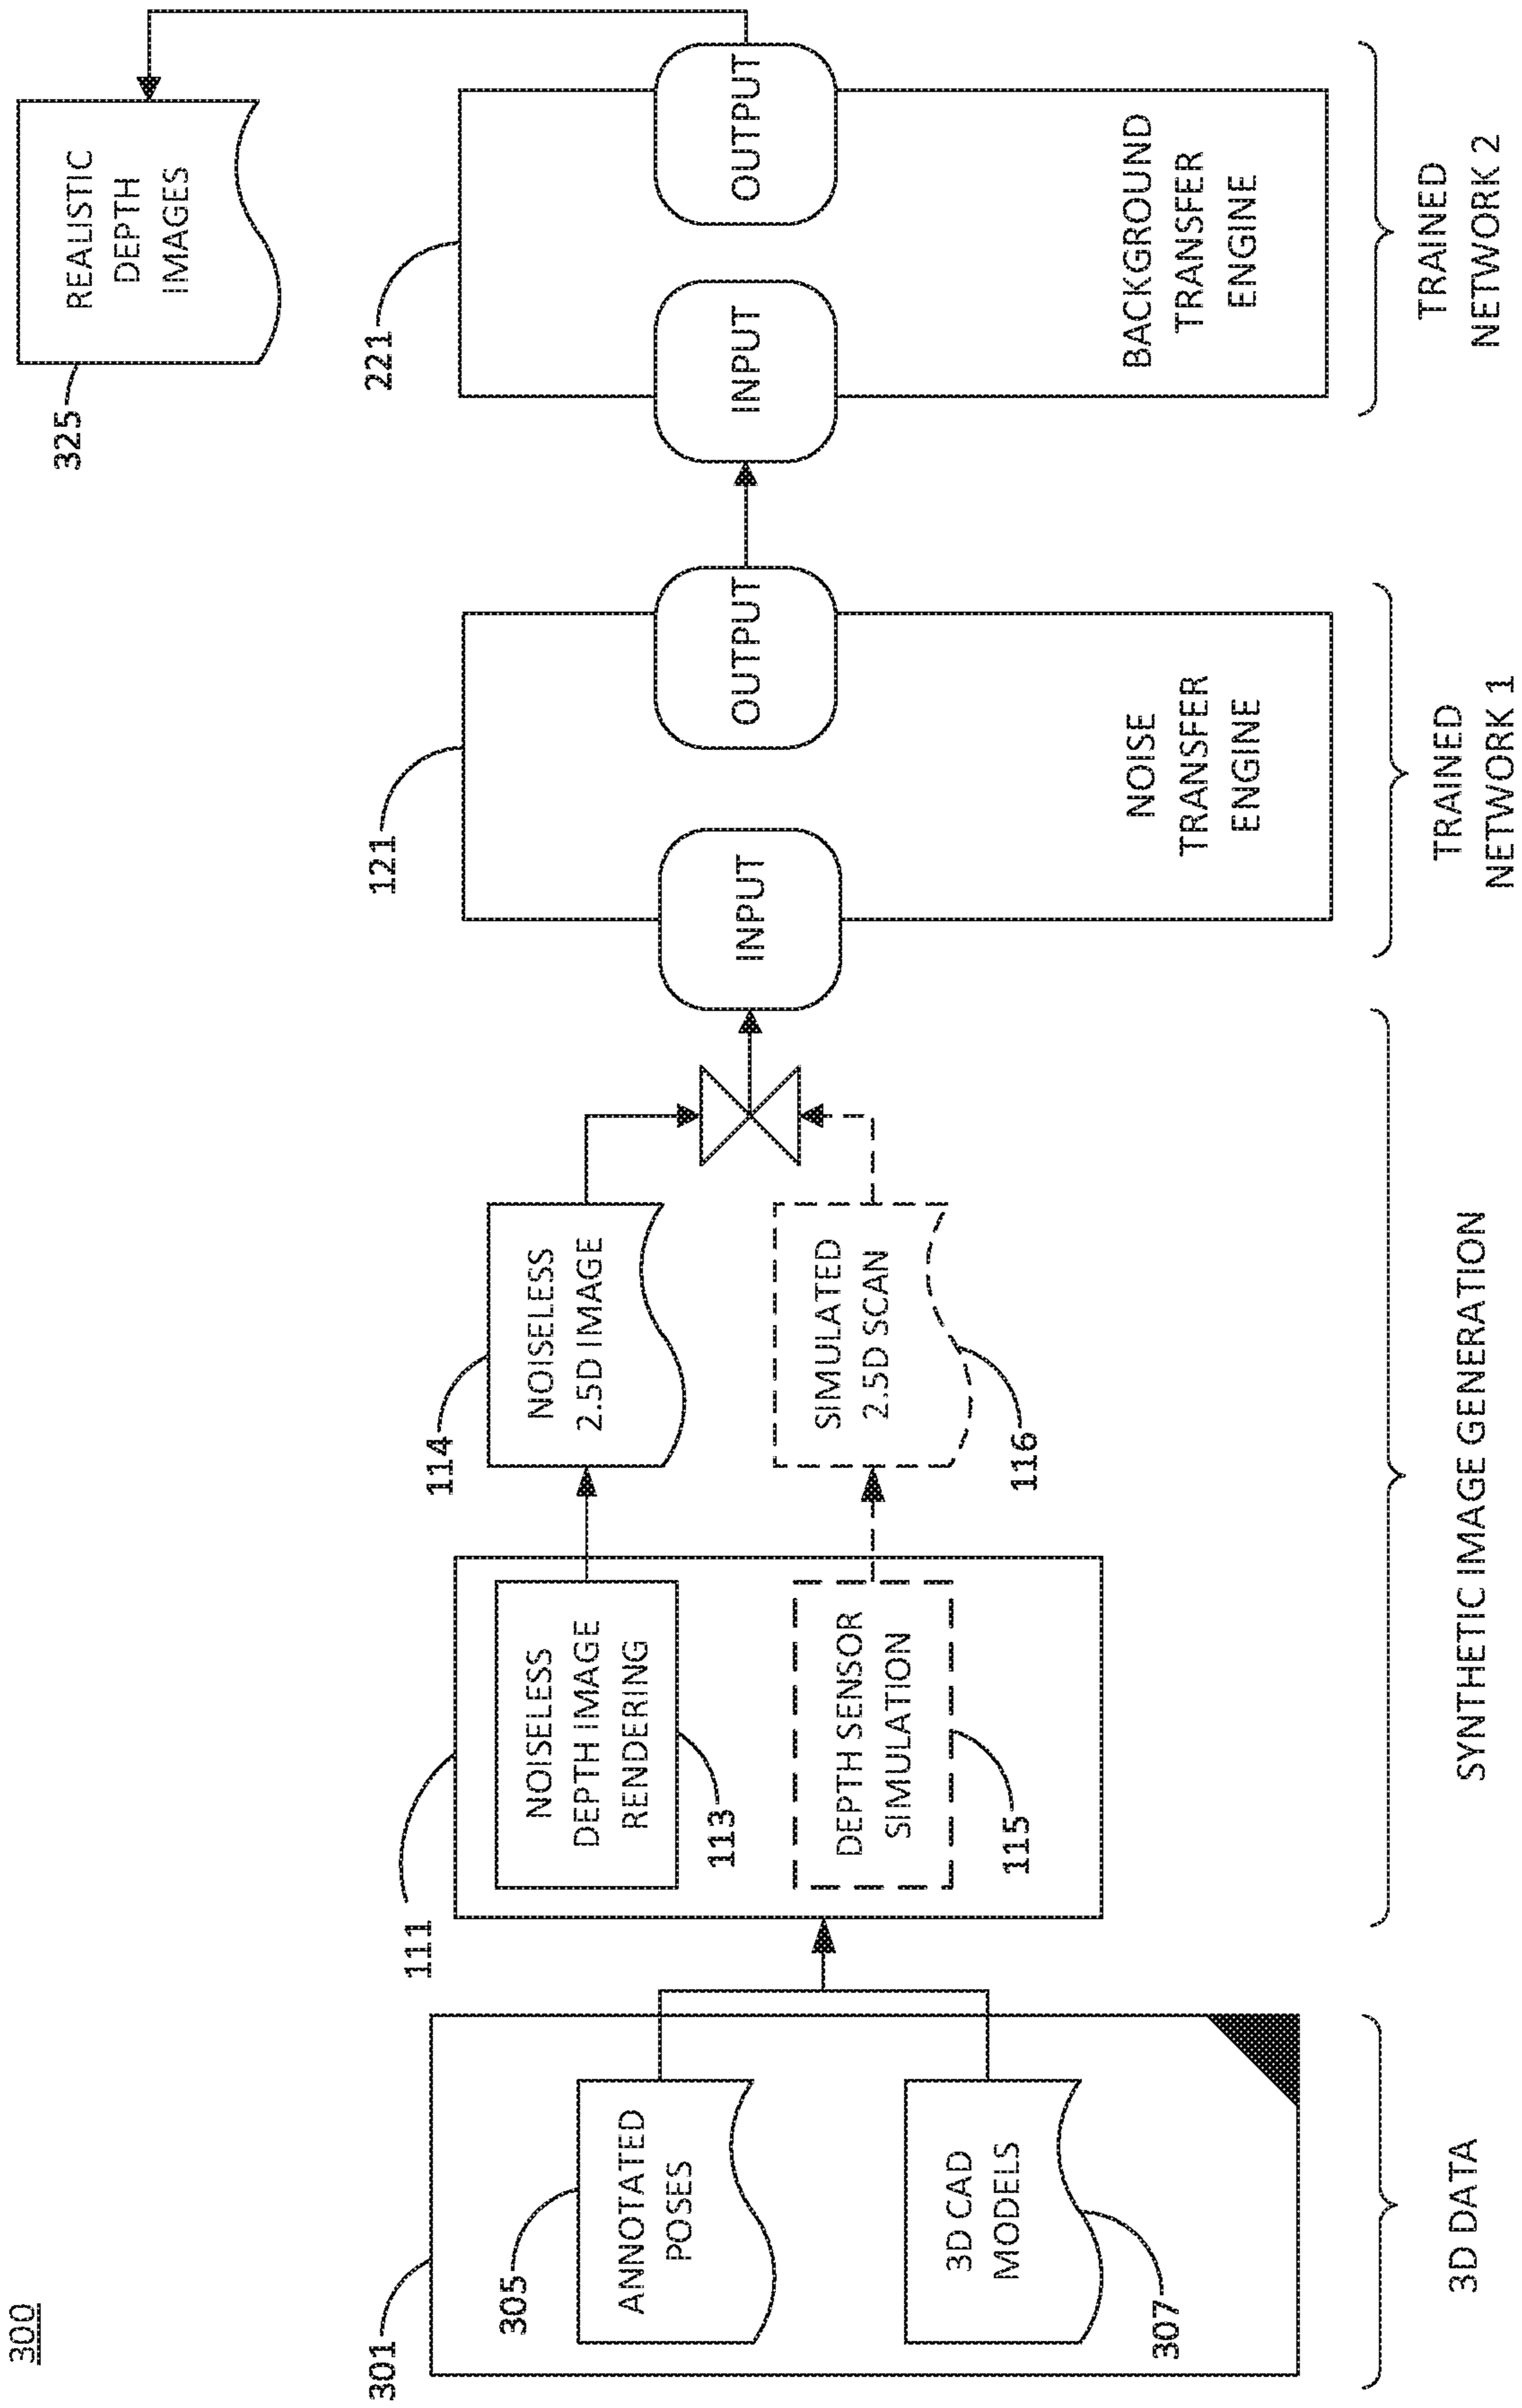 300
301
305
ANNOTATED
POSES
3D CAD
MODELS
307
3D DATA
111
NOISELESS
DEPTH IMAGE
RENDERING
113
DEPTH SENSOR
SIMULATION
115
114
NOISELESS
2.5D IMAGE
SIMULATED
2.5D SCAN
116
SYNTHETIC IMAGE GENERATION
121
INPUT
OUTPUT
NOISE
TRANSFER
ENGINE
TRAINED
NETWORK 1
221
INPUT
OUTPUT
BACKGROUND
TRANSFER
ENGINE
TRAINED
NETWORK 2
325
REALISTIC
DEPTH
IMAGES